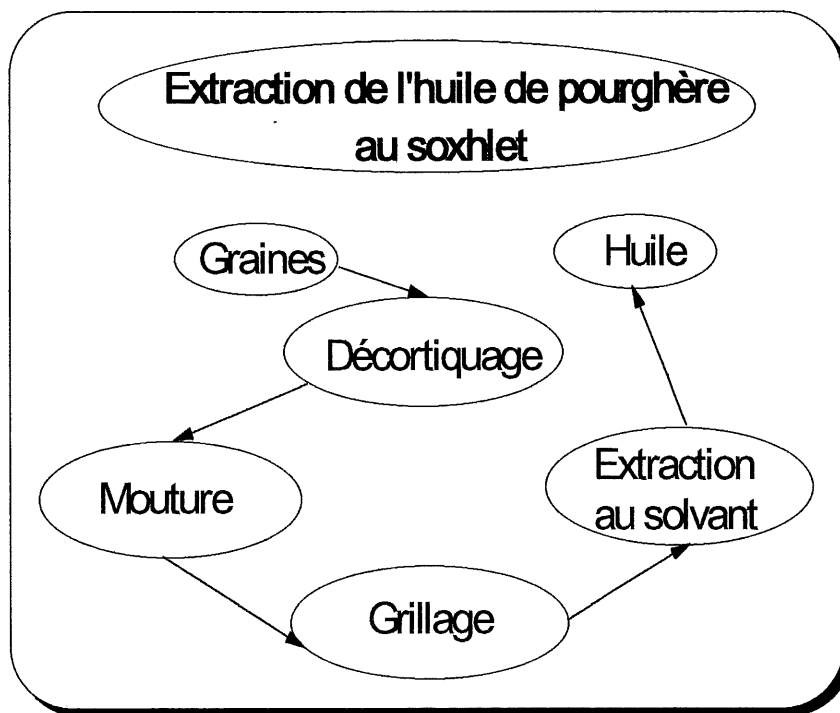 Extraction de l'huile de pourghère
au soxhlet
Graines
Huile
Décortiquage
Mouture
Extraction
au solvant
Grillage